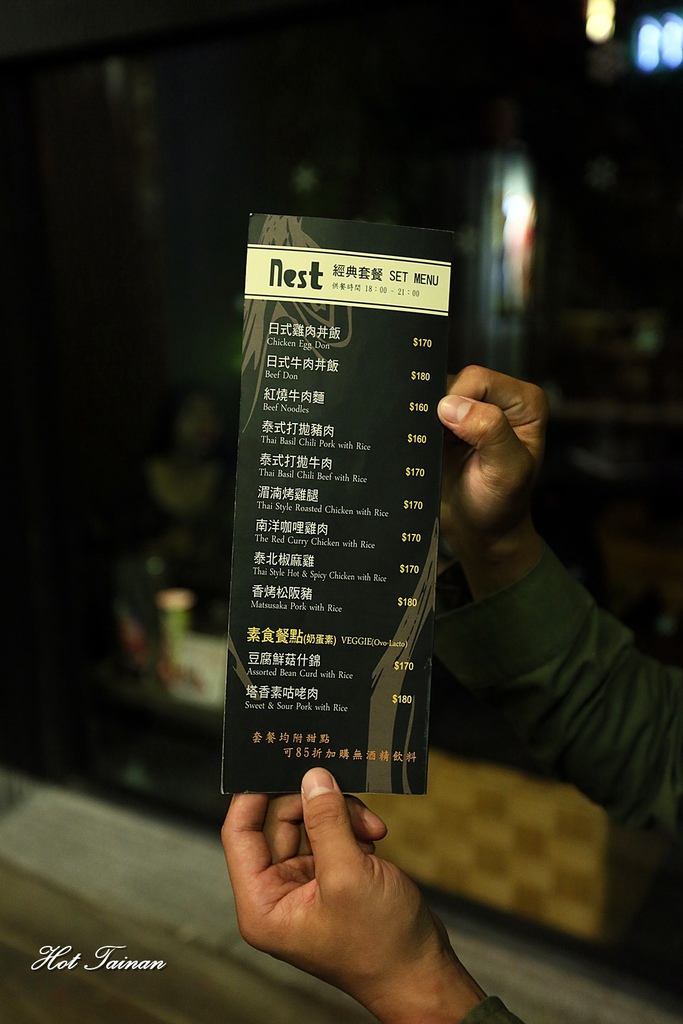 nest 經典套餐 SET MENU
供餐時間 18:00 - 21:00
日式雞肉丼飯
Chicken Egg Don $170
日式牛肉丼飯
Beef Don $180
紅燒牛肉麵
Beef Noodles $160
泰式打拋豬肉
Thai Basil Chili Pork with Rice $160
泰式打拋牛肉
Thai Basil Chili Beef with Rice $170
湄湳烤雞腿
Thai Style Roasted Chicken with Rice $170
南洋咖哩雞肉
The Red Curry Chicken with Rice $170
泰北椒麻雞
Thai Style Hot & Spicy Chicken with Rice $170
香烤松阪豬
Matsusaka Pork with Rice $180
素食餐點(奶蛋素) VEGGIE(Ovo-Lacto)
豆腐鮮菇什錦
Assorted Bean Curd with Rice $170
塔香素咕咾肉
Sweet & Sour Pork with Rice $180
套餐均附甜點
可85折加購無酒精飲料
Hot Tainan